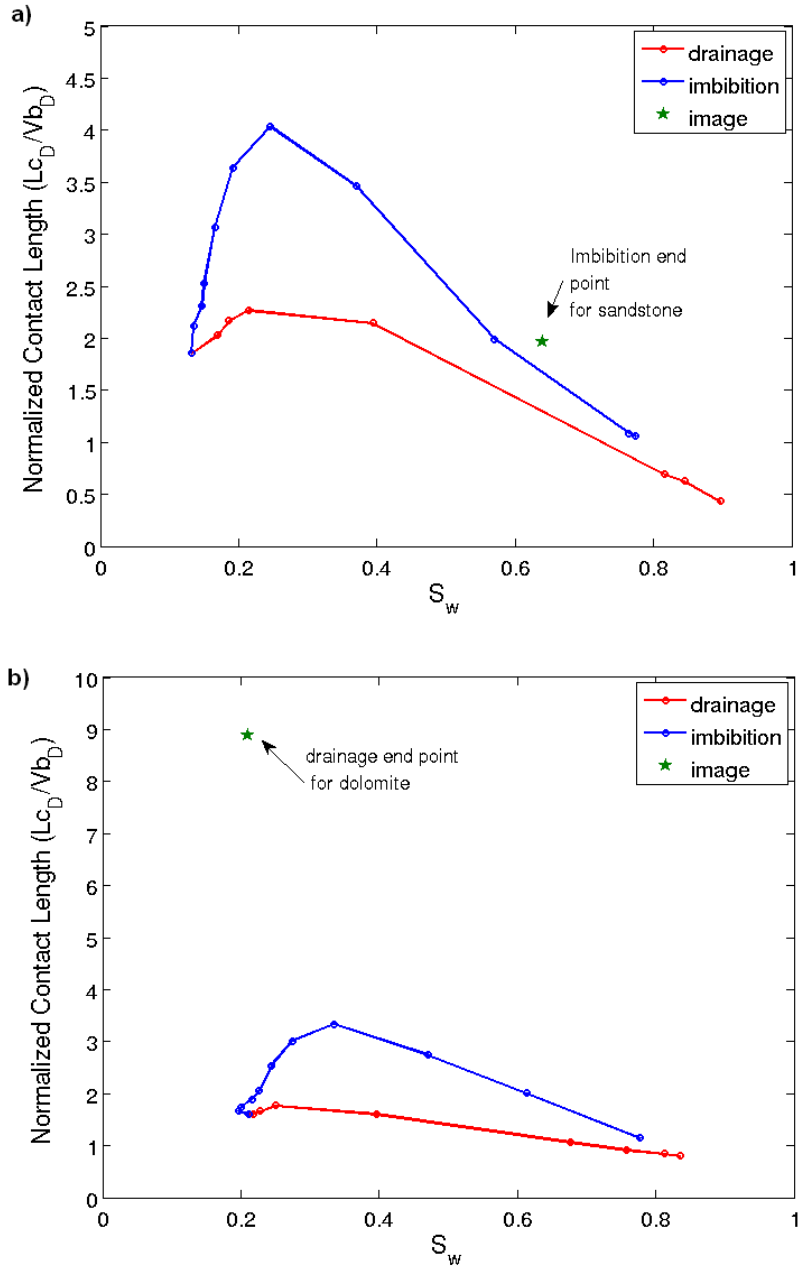 a)
5
4.5
4
3.5
3
2.5
2
1.5
1
0.5
0
Normalized Contact Length (Lc_D/Vb_D)
drainage
imbibition
image
Imbibition end
point
for sandstone
0 0.2 0.4 0.6 0.8 1
S_w
b)
10
9
8
7
6
5
4
3
2
1
0
Normalized Contact Length (Lc_D/Vb_D)
drainage
imbibition
image
drainage end point
for dolomite
0 0.2 0.4 0.6 0.8 1
S_w